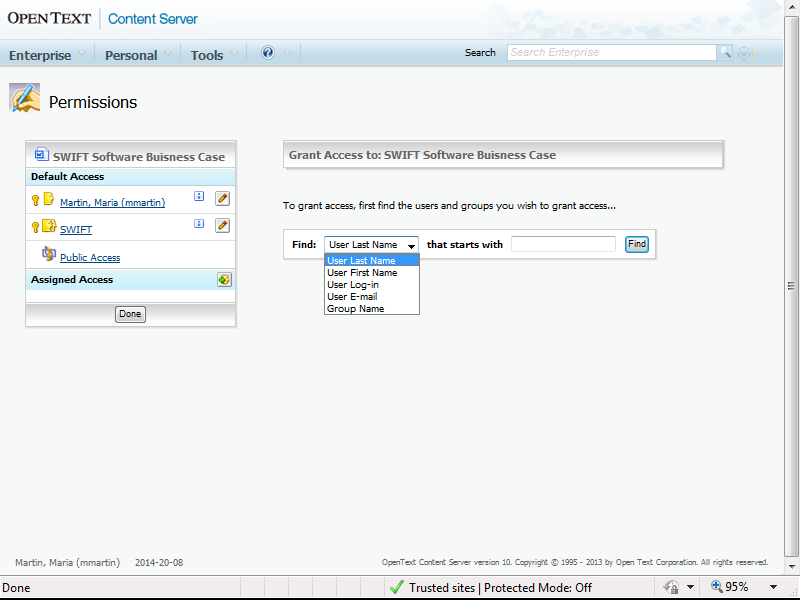 OPEN TEXT Content Server
Enterprise Personal Tools Search Search Enterprise
Permissions
SWIFT Software Buisness Case
Default Access
Martin, Maria (mmartin)
SWIFT
Public Access
Assigned Access
Done
Grant Access to: SWIFT Software Buisness Case
To grant access, first find the users and groups you wish to grant access...
Find: User Last Name that starts with Find
User Last Name
User First Name
User Log-in
User E-mail
Group Name
Martin, Maria (mmartin) 2014-20-08 OpenText Content Server version 10. Copyright © 1995 - 2013 by Open Text Corporation. All rights reserved.
Done Trusted sites | Protected Mode: Off 95%